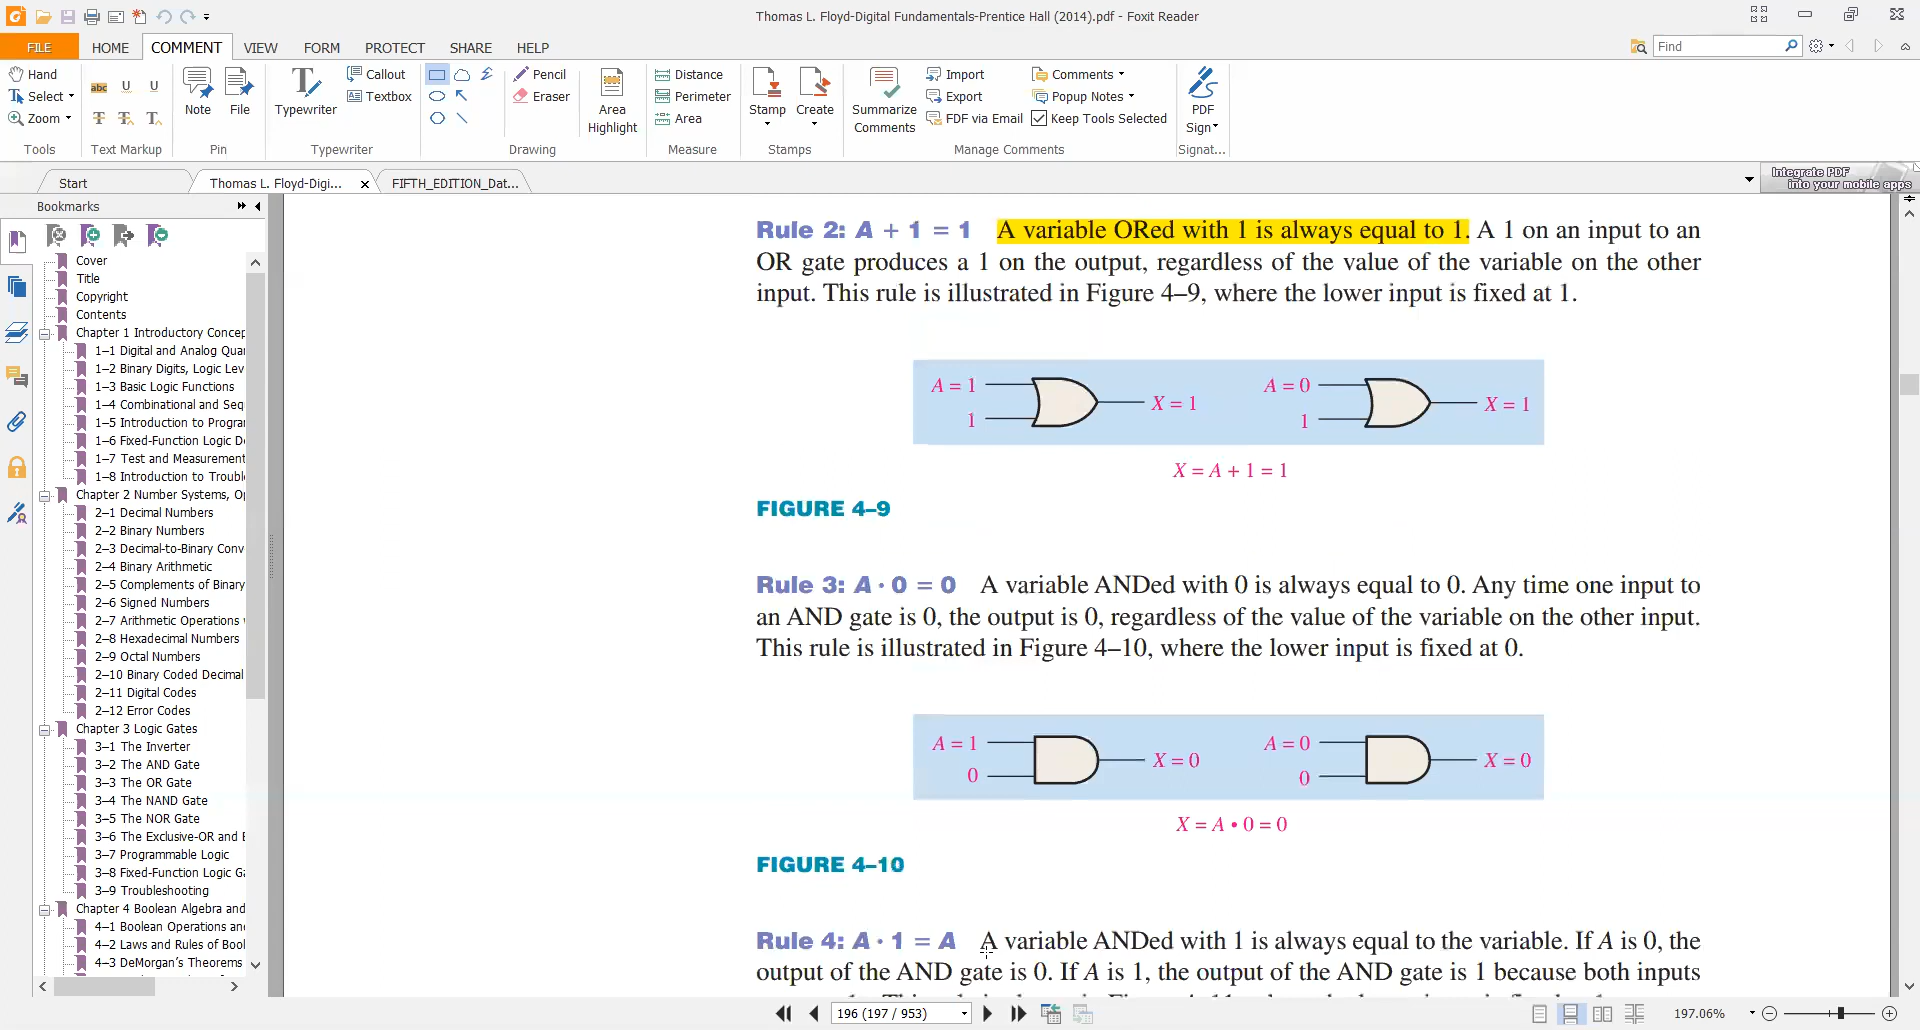 Thomas L. Floyd-Digital Fundamentals-Prentice Hall (2014).pdf - Foxit Reader
FILE HOME COMMENT VIEW FORM PROTECT SHARE HELP
Find
Hand
Select
Zoom
Tools
abc U U
T T T
Text Markup
Note File
Pin
Typewriter
Callout
Textbox
Typewriter
Pencil
Eraser
Drawing
Area
Highlight
Distance
Perimeter
Area
Measure
Stamp Create
Stamps
Summarize
Comments
Import
Export
FDF via Email
Comments
Popup Notes
Keep Tools Selected
Manage Comments
PDF
Sign
Signat...
Start Thomas L. Floyd-Digi... FIFTH_EDITION_Dat...
Integrate PDF
into your mobile apps
Bookmarks
Cover
Title
Copyright
Contents
Chapter 1 Introductory Concep
1–1 Digital and Analog Qua
1–2 Binary Digits, Logic Lev
1–3 Basic Logic Functions
1–4 Combinational and Seq
1–5 Introduction to Progra
1–6 Fixed-Function Logic D
1–7 Test and Measurement
1–8 Introduction to Troubl
Chapter 2 Number Systems, Op
2–1 Decimal Numbers
2–2 Binary Numbers
2–3 Decimal-to-Binary Conv
2–4 Binary Arithmetic
2–5 Complements of Binary
2–6 Signed Numbers
2–7 Arithmetic Operations
2–8 Hexadecimal Numbers
2–9 Octal Numbers
2–10 Binary Coded Decimal
2–11 Digital Codes
2–12 Error Codes
Chapter 3 Logic Gates
3–1 The Inverter
3–2 The AND Gate
3–3 The OR Gate
3–4 The NAND Gate
3–5 The NOR Gate
3–6 The Exclusive-OR and E
3–7 Programmable Logic
3–8 Fixed-Function Logic Ga
3–9 Troubleshooting
Chapter 4 Boolean Algebra and
4–1 Boolean Operations and
4–2 Laws and Rules of Bool
4–3 DeMorgan's Theorems
Rule 2: A + 1 = 1 A variable ORed with 1 is always equal to 1. A 1 on an input to an
OR gate produces a 1 on the output, regardless of the value of the variable on the other
input. This rule is illustrated in Figure 4–9, where the lower input is fixed at 1.
A = 1
1
X = 1
A = 0
1
X = 1
X = A + 1 = 1
FIGURE 4–9
Rule 3: A · 0 = 0 A variable ANDed with 0 is always equal to 0. Any time one input to
an AND gate is 0, the output is 0, regardless of the value of the variable on the other input.
This rule is illustrated in Figure 4–10, where the lower input is fixed at 0.
A = 1
0
X = 0
A = 0
0
X = 0
X = A • 0 = 0
FIGURE 4–10
Rule 4: A · 1 = A A variable ANDed with 1 is always equal to the variable. If A is 0, the
output of the AND gate is 0. If A is 1, the output of the AND gate is 1 because both inputs
196 (197 / 953)
197.06%